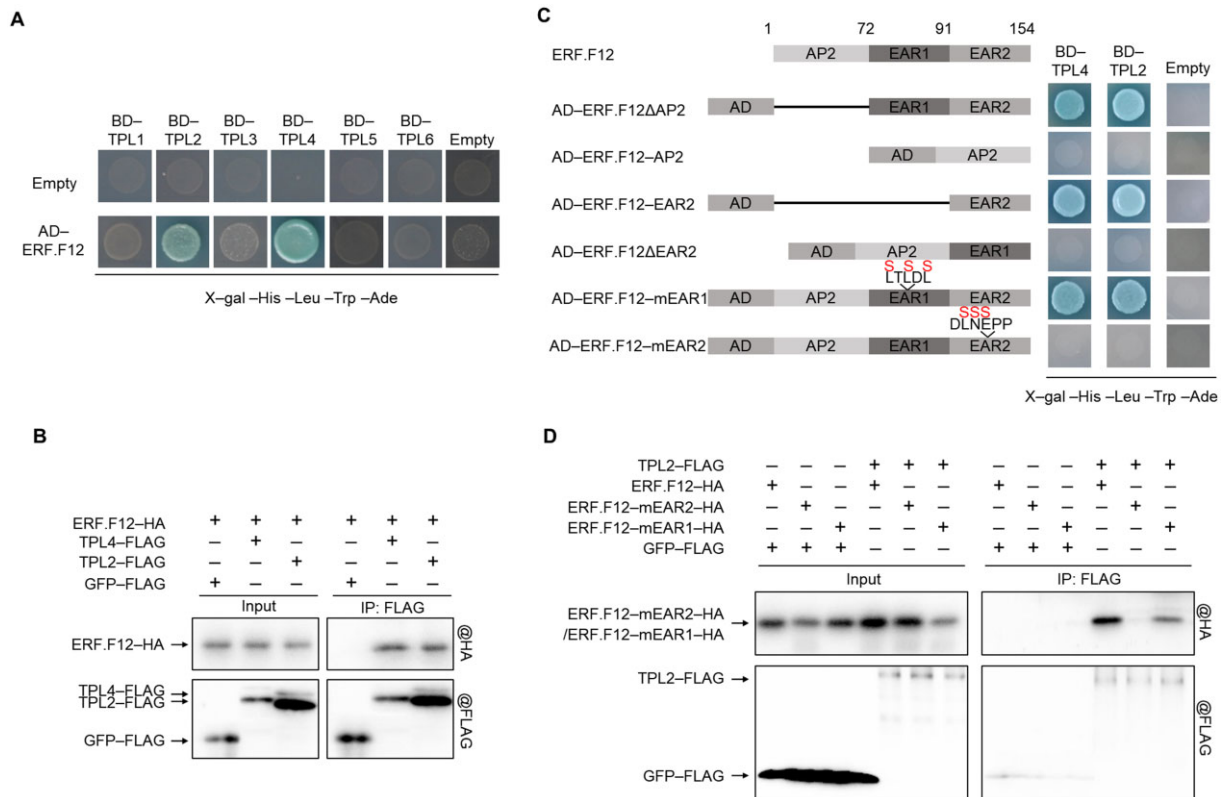 A
BD– BD– BD– BD– BD– BD–
TPL1 TPL2 TPL3 TPL4 TPL5 TPL6 Empty
Empty
AD–
ERF.F12
X–gal –His –Leu –Trp –Ade
C
1 72 91 154
ERF.F12 AP2 EAR1 EAR2
BD– BD–
TPL4 TPL2 Empty
AD–ERF.F12ΔAP2 AD EAR1 EAR2
AD–ERF.F12–AP2 AD AP2
AD–ERF.F12–EAR2 AD EAR2
AD–ERF.F12ΔEAR2 AD AP2 EAR1
S S S
LTLDL
AD–ERF.F12–mEAR1 AD AP2 EAR1 EAR2
SSS
DLNEPP
AD–ERF.F12–mEAR2 AD AP2 EAR1 EAR2
X–gal –His –Leu –Trp –Ade
B
ERF.F12–HA + + + + + +
TPL4–FLAG – + – – + –
TPL2–FLAG – – + – – +
GFP–FLAG + – – + – –
Input IP: FLAG
ERF.F12–HA @HA
TPL4–FLAG
TPL2–FLAG @FLAG
GFP–FLAG
D
TPL2–FLAG – – – + + + – – – + + +
ERF.F12–HA + – – + – – + – – + – –
ERF.F12–mEAR2–HA – + – – + – – + – – + –
ERF.F12–mEAR1–HA – – + – – + – – + – – +
GFP–FLAG + + + – – – + + + – – –
Input IP: FLAG
ERF.F12–mEAR2–HA
/ERF.F12–mEAR1–HA @HA
TPL2–FLAG @FLAG
GFP–FLAG